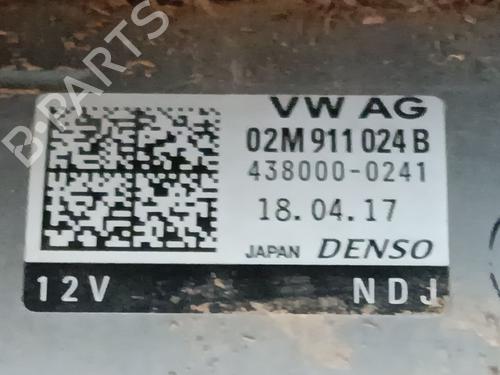 B-PARTS
VW AG
02M 911 024 B
438000-0241
18.04.17
JAPAN DENSO
12V NDJ